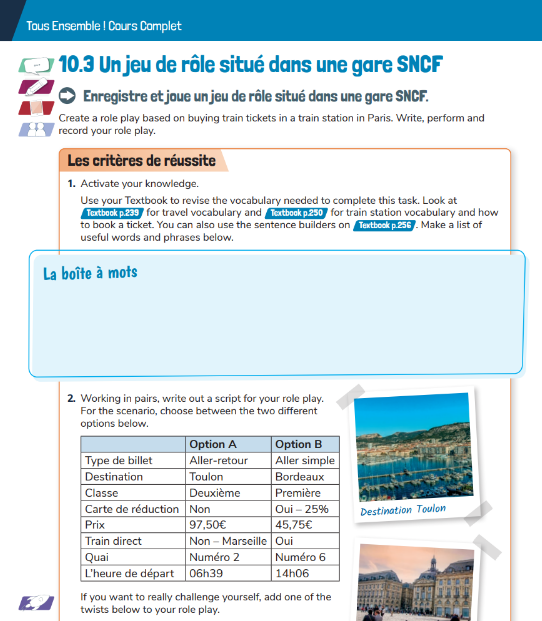 Tous Ensemble ! Cours Complet
10.3 Un jeu de rôle situé dans une gare SNCF
Enregistre et joue un jeu de rôle situé dans une gare SNCF.
Create a role play based on buying train tickets in a train station in Paris. Write, perform and
record your role play.
Les critères de réussite
1. Activate your knowledge.
Use your Textbook to revise the vocabulary needed to complete this task. Look at
Textbook p.239 for travel vocabulary and Textbook p.250 for train station vocabulary and how
to book a ticket. You can also use the sentence builders on Textbook p.256. Make a list of
useful words and phrases below.
La boîte à mots
2. Working in pairs, write out a script for your role play.
For the scenario, choose between the two different
options below.
Option A Option B
Type de billet Aller-retour Aller simple
Destination Toulon Bordeaux
Classe Deuxième Première
Carte de réduction Non Oui – 25%
Prix 97,50€ 45,75€
Train direct Non – Marseille Oui
Quai Numéro 2 Numéro 6
L'heure de départ 06h39 14h06
Destination Toulon
If you want to really challenge yourself, add one of the
twists below to your role play.